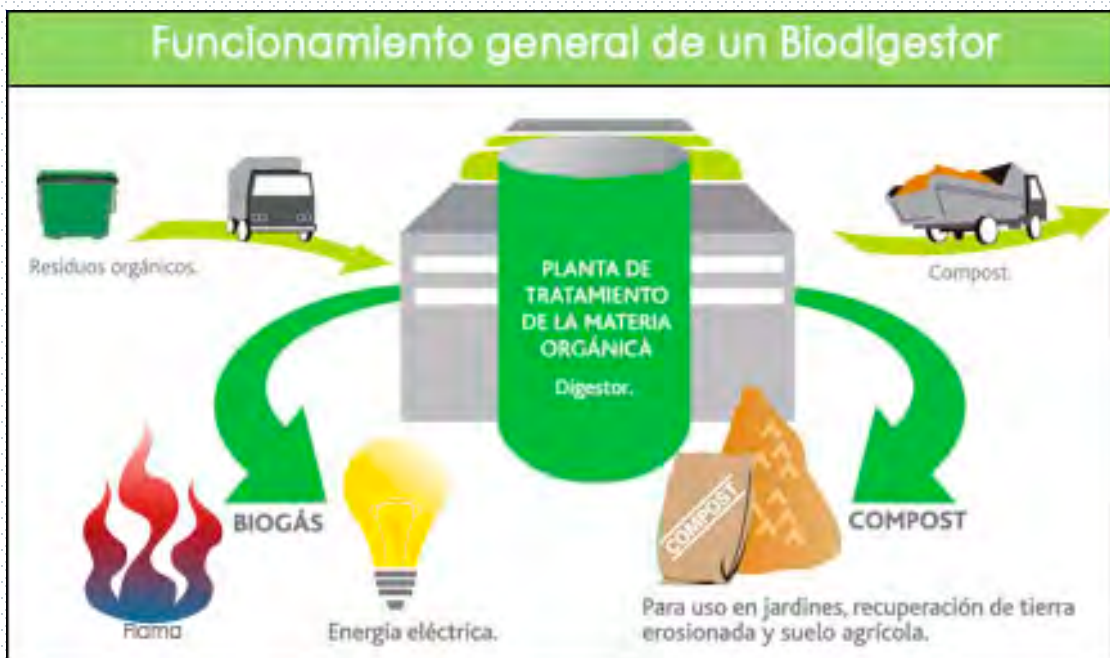 Funcionamiento general de un Biodigestor
Residuos orgánicos.
PLANTA DE
TRATAMIENTO
DE LA MATERIA
ORGÁNICA
Digestor.
Compost.
BIOGÁS
Flama
Energía eléctrica.
COMPOST
COMPOST
Para uso en jardines, recuperación de tierra
erosionada y suelo agrícola.